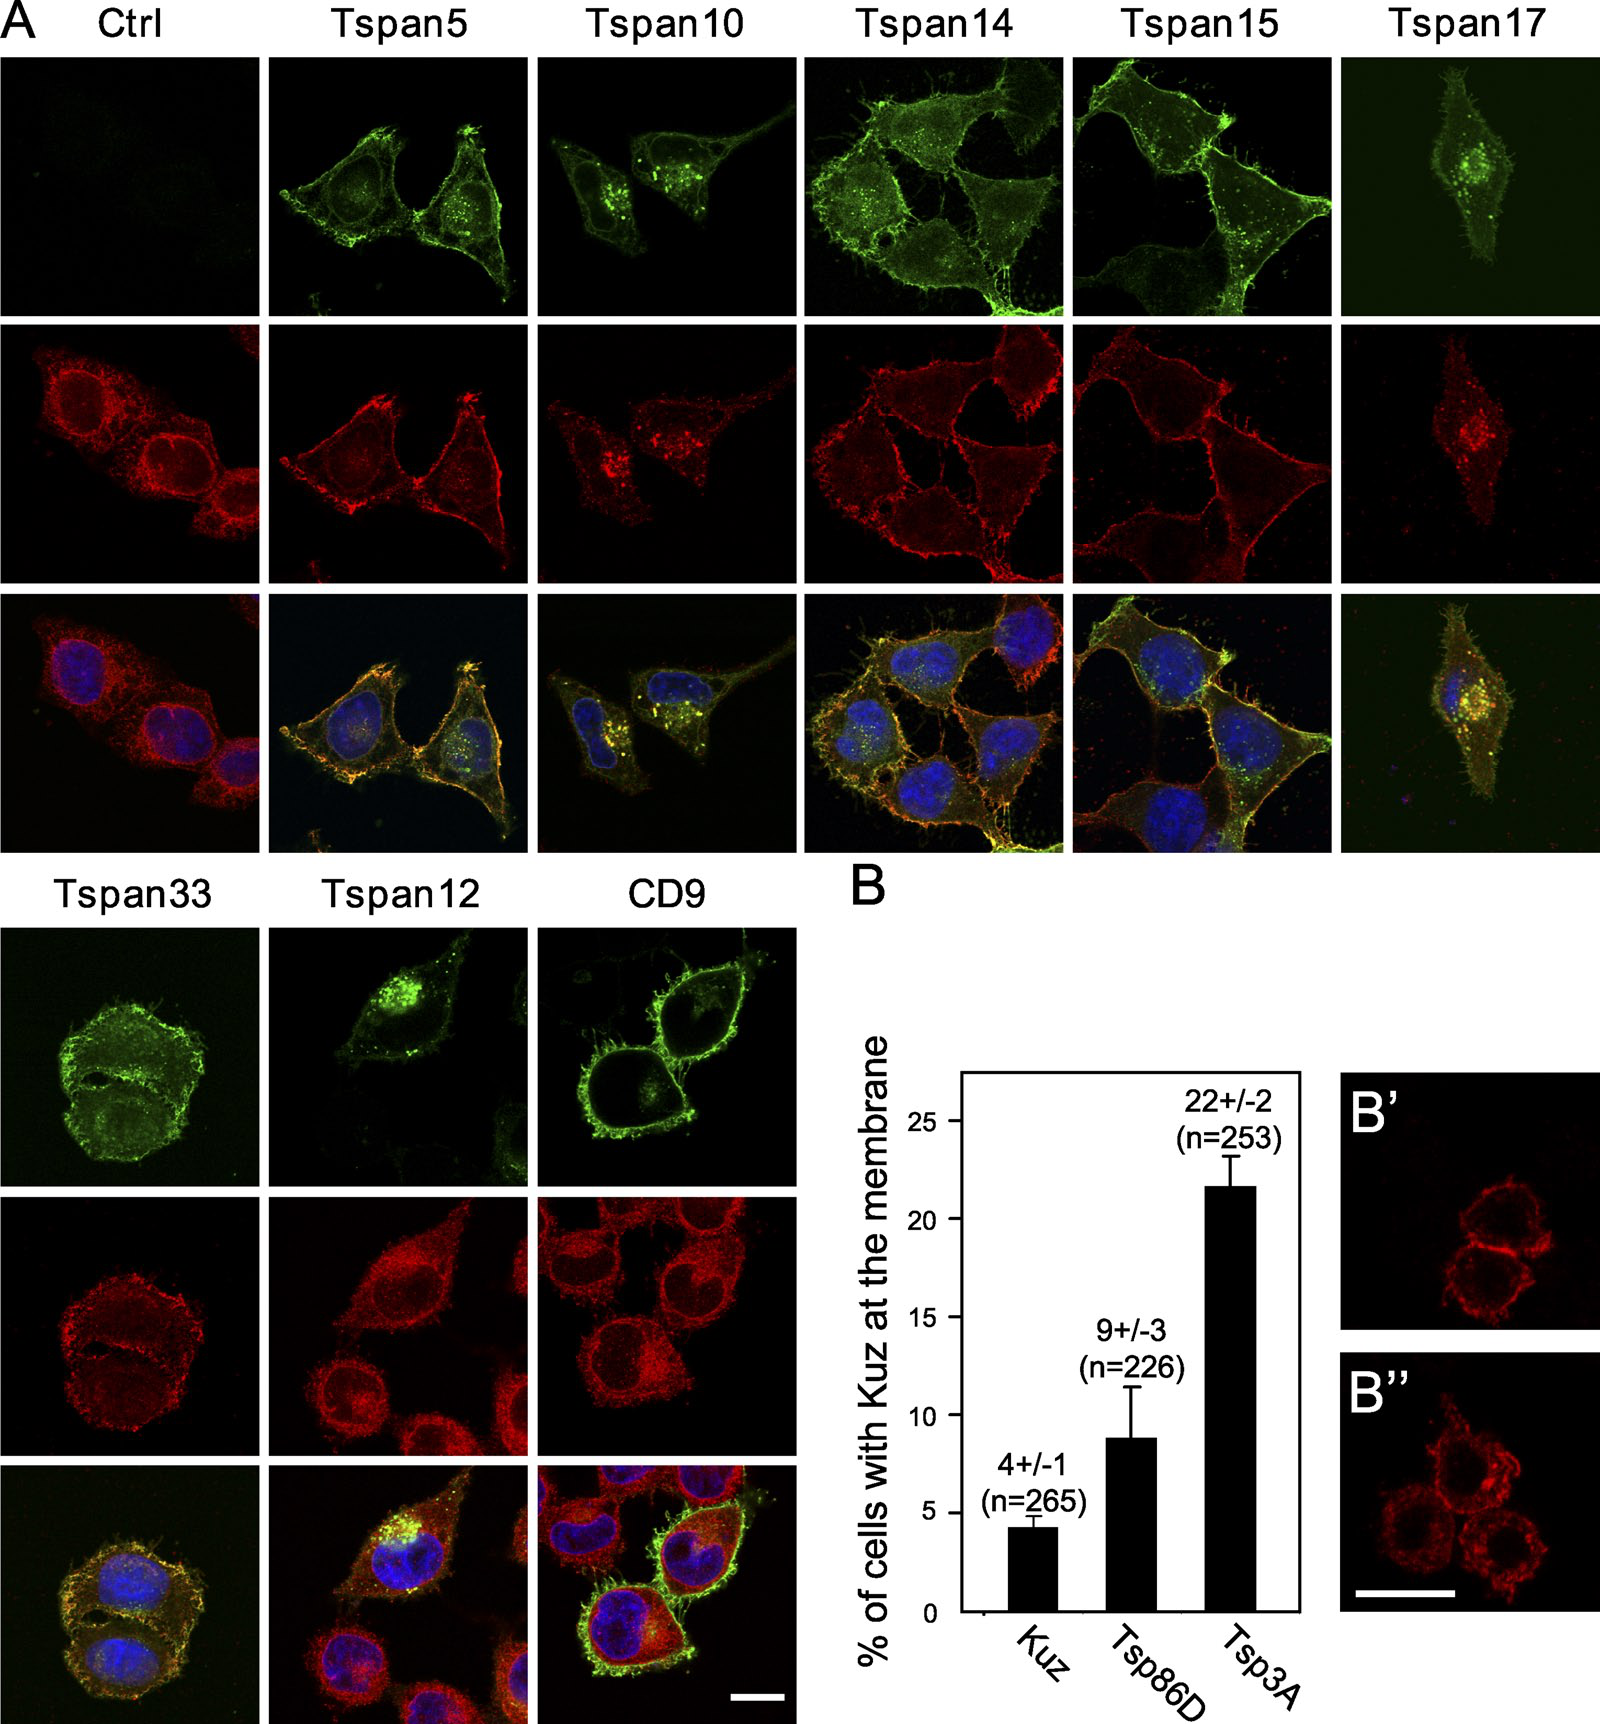 A
Ctrl
Tspan5
Tspan10
Tspan14
Tspan15
Tspan17
Tspan33
Tspan12
CD9
B
% of cells with Kuz at the membrane
25
20
15
10
5
0
4+/-1
(n=265)
9+/-3
(n=226)
22+/-2
(n=253)
Kuz
Tsp86D
Tsp3A
B’
B’’